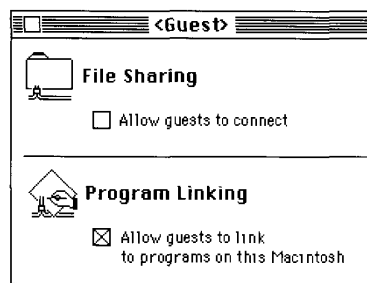 <Guest>
File Sharing
Allow guests to connect
Program Linking
Allow guests to link
to programs on this Macintosh